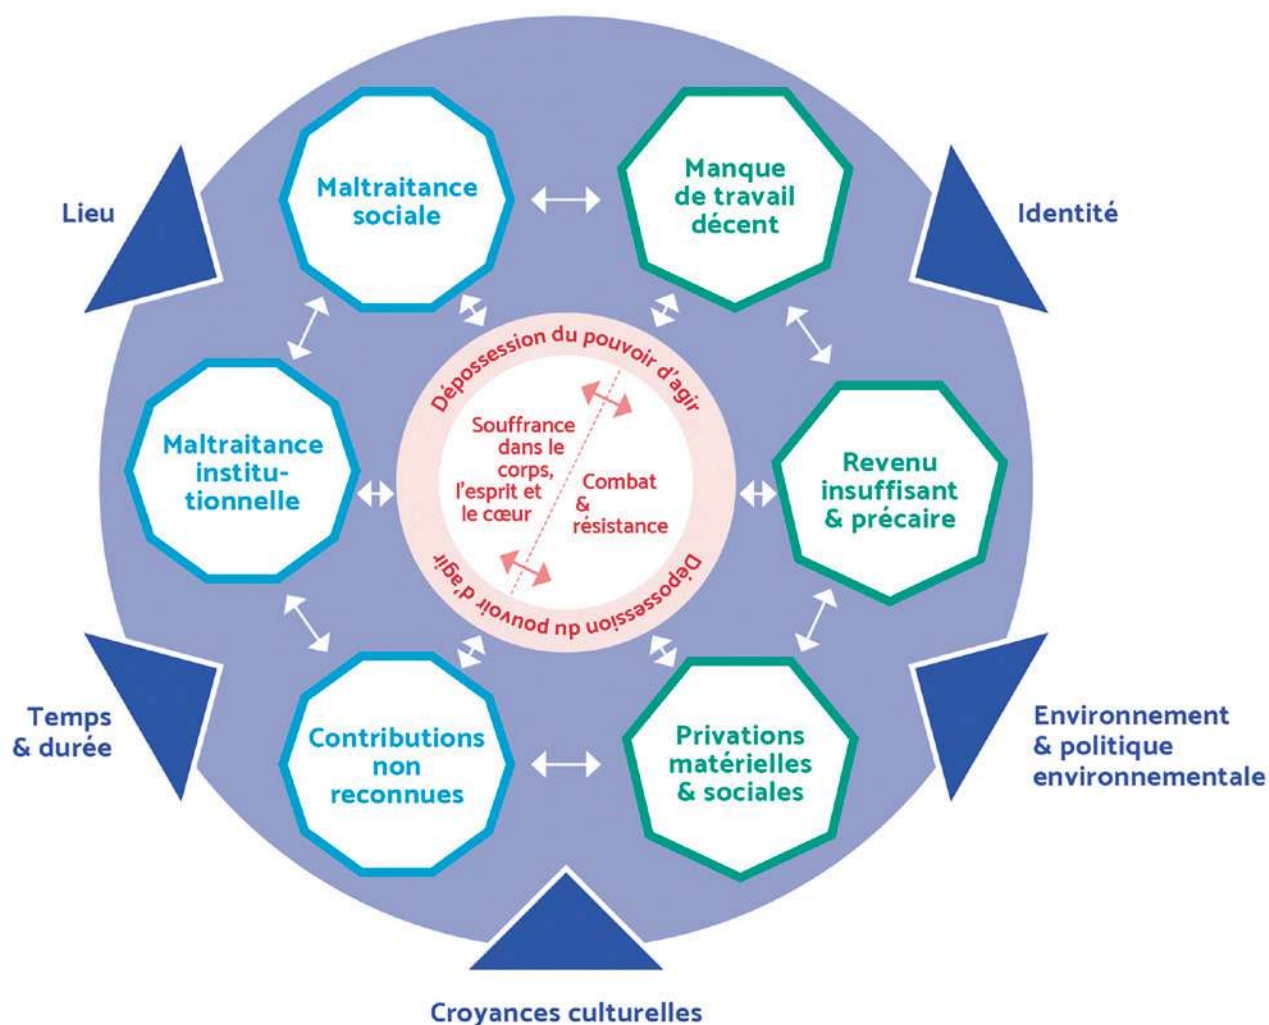 Maltraitance
sociale
Manque
de travail
décent
Lieu
Identité
Dépossession du pouvoir d'agir
Maltraitance
institu-
tionnelle
Souffrance
dans le
corps,
l'esprit et
le cœur
Combat
&
résistance
Revenu
insuffisant
& précaire
Dépossession du pouvoir d'agir
Temps
& durée
Contributions
non
reconnues
Privations
matérielles
& sociales
Environnement
& politique
environnementale
Croyances culturelles